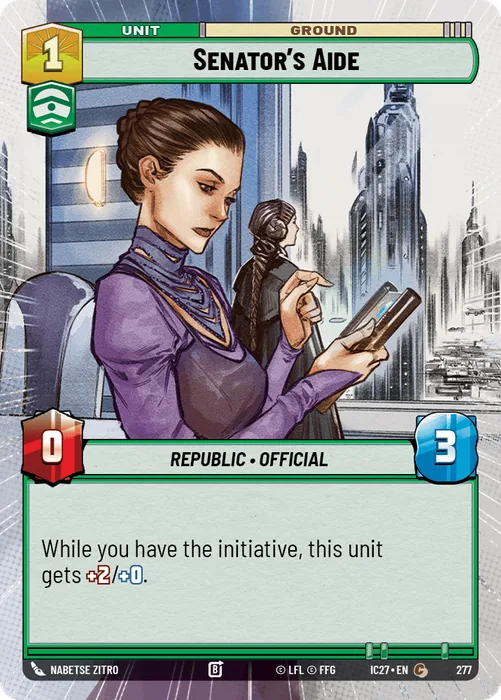 UNIT GROUND
1 SENATOR'S AIDE
0 REPUBLIC • OFFICIAL 3
While you have the initiative, this unit
gets +2/+0.
NABETSE ZITRO B © LFL © FFG IC27 • EN C 277